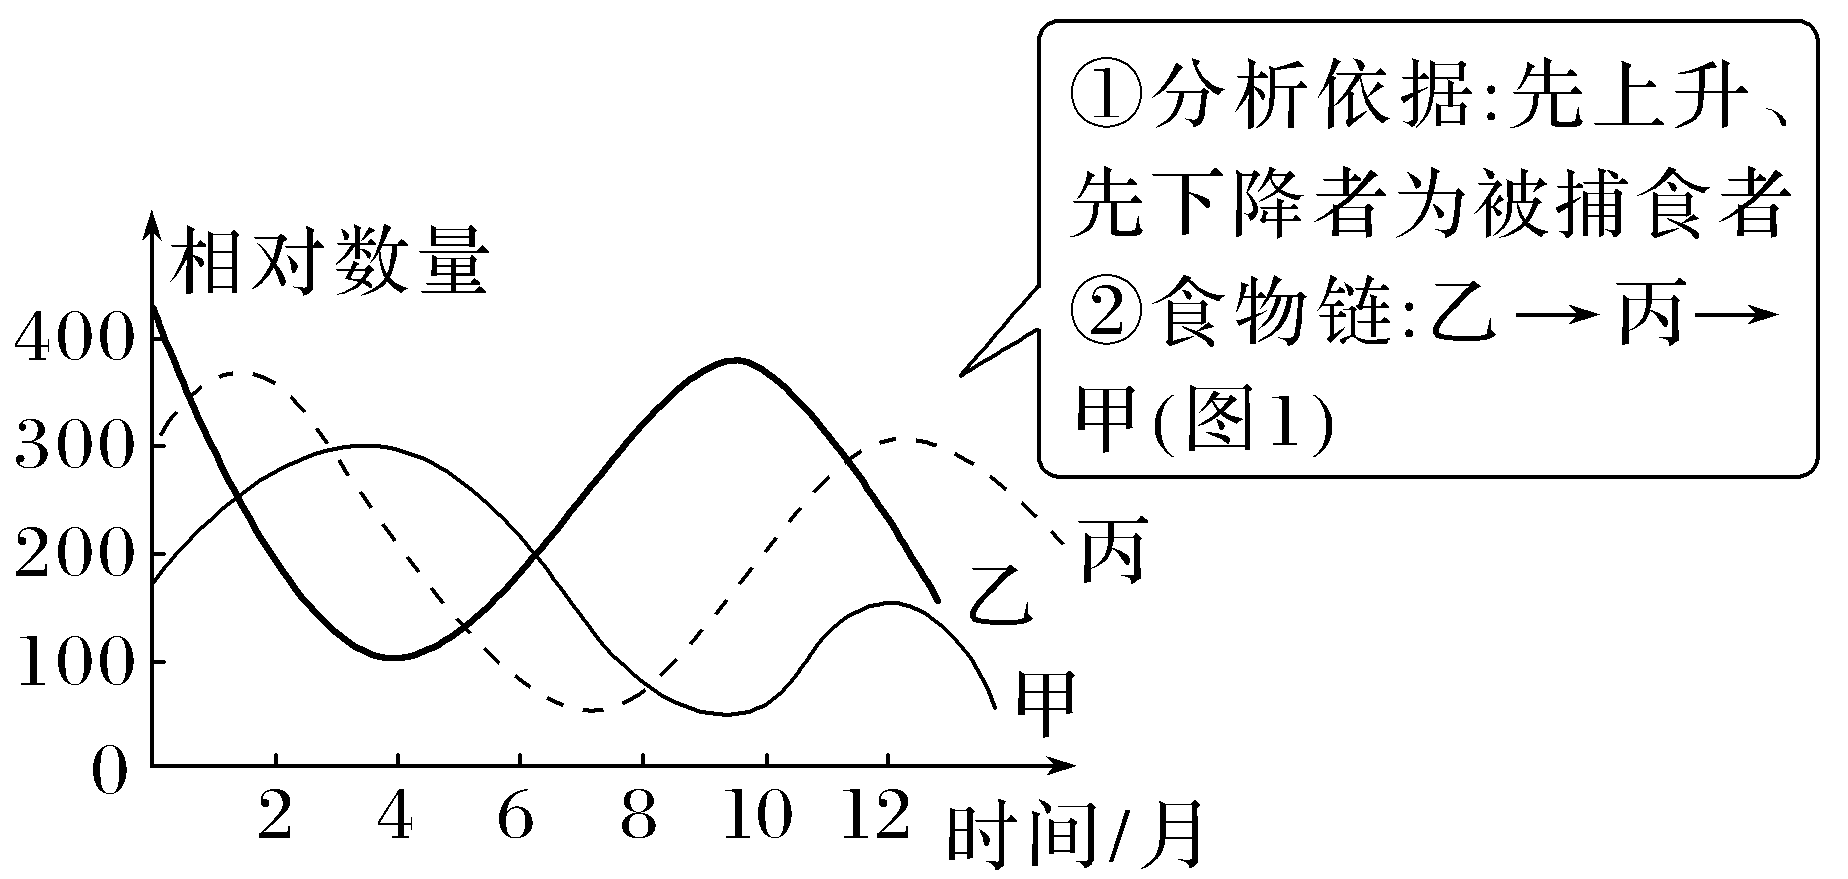 ①分析依据:先上升、
先下降者为被捕食者
②食物链:乙→丙→
甲(图1)
相对数量
400
300
200
100
0
2 4 6 8 10 12
时间/月
丙
乙
甲